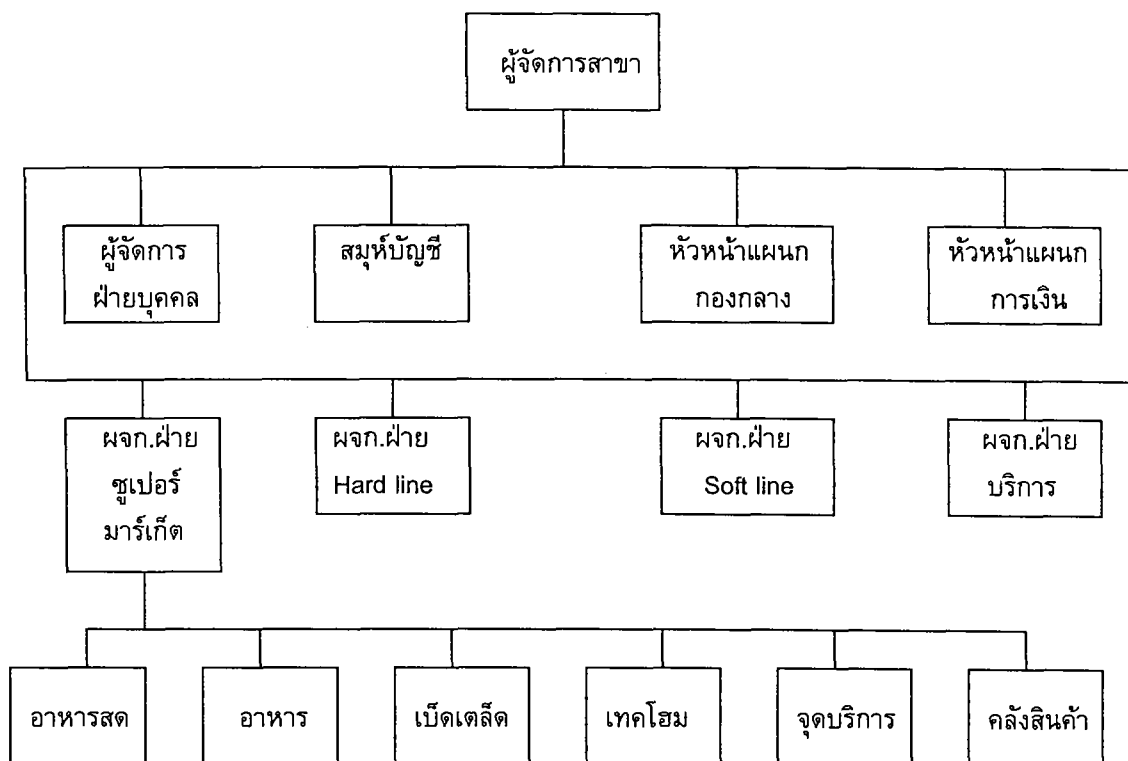 ผู้จัดการสาขา
ผู้จัดการ
ฝ่ายบุคคล
สมุห์บัญชี
หัวหน้าแผนก
กองกลาง
หัวหน้าแผนก
การเงิน
ผจก.ฝ่าย
ซูเปอร์
มาร์เก็ต
ผจก.ฝ่าย
Hard line
ผจก.ฝ่าย
Soft line
ผจก.ฝ่าย
บริการ
อาหารสด
อาหาร
เบ็ดเตล็ด
เทคโฮม
จุดบริการ
คลังสินค้า